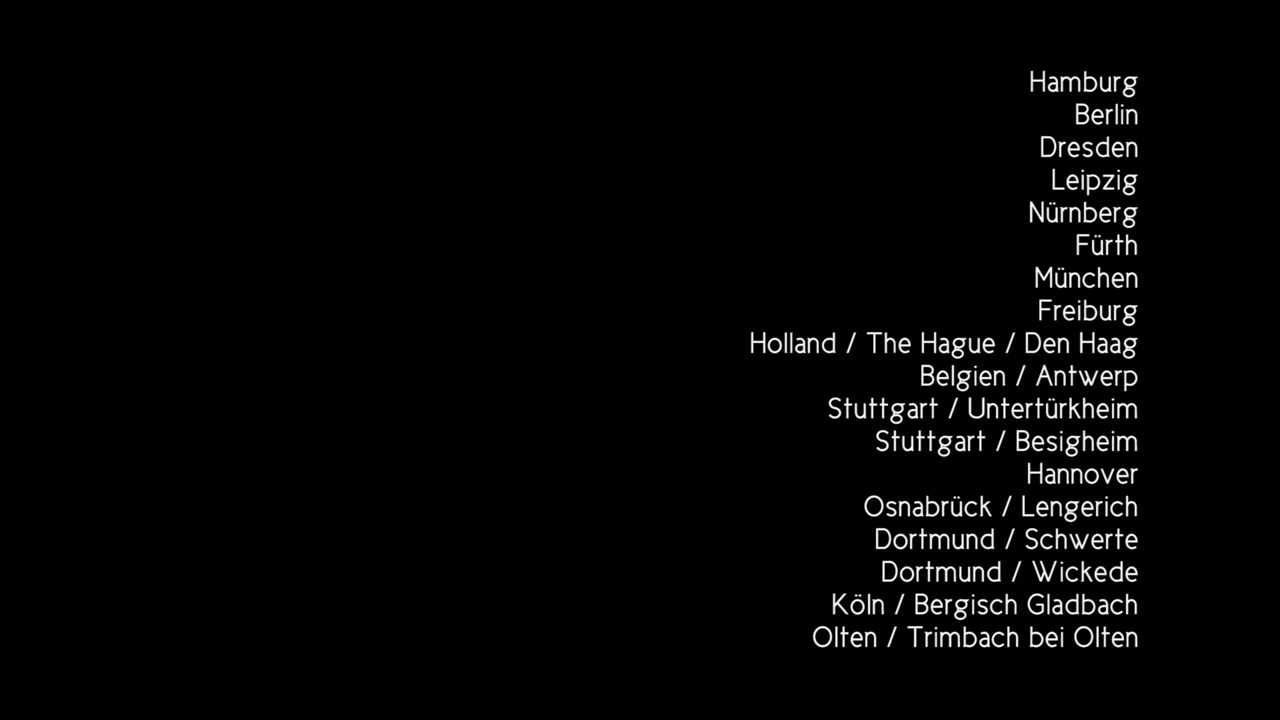 Hamburg
Berlin
Dresden
Leipzig
Nürnberg
Fürth
München
Freiburg
Holland / The Hague / Den Haag
Belgien / Antwerp
Stuttgart / Untertürkheim
Stuttgart / Besigheim
Hannover
Osnabrück / Lengerich
Dortmund / Schwerte
Dortmund / Wickede
Köln / Bergisch Gladbach
Olten / Trimbach bei Olten